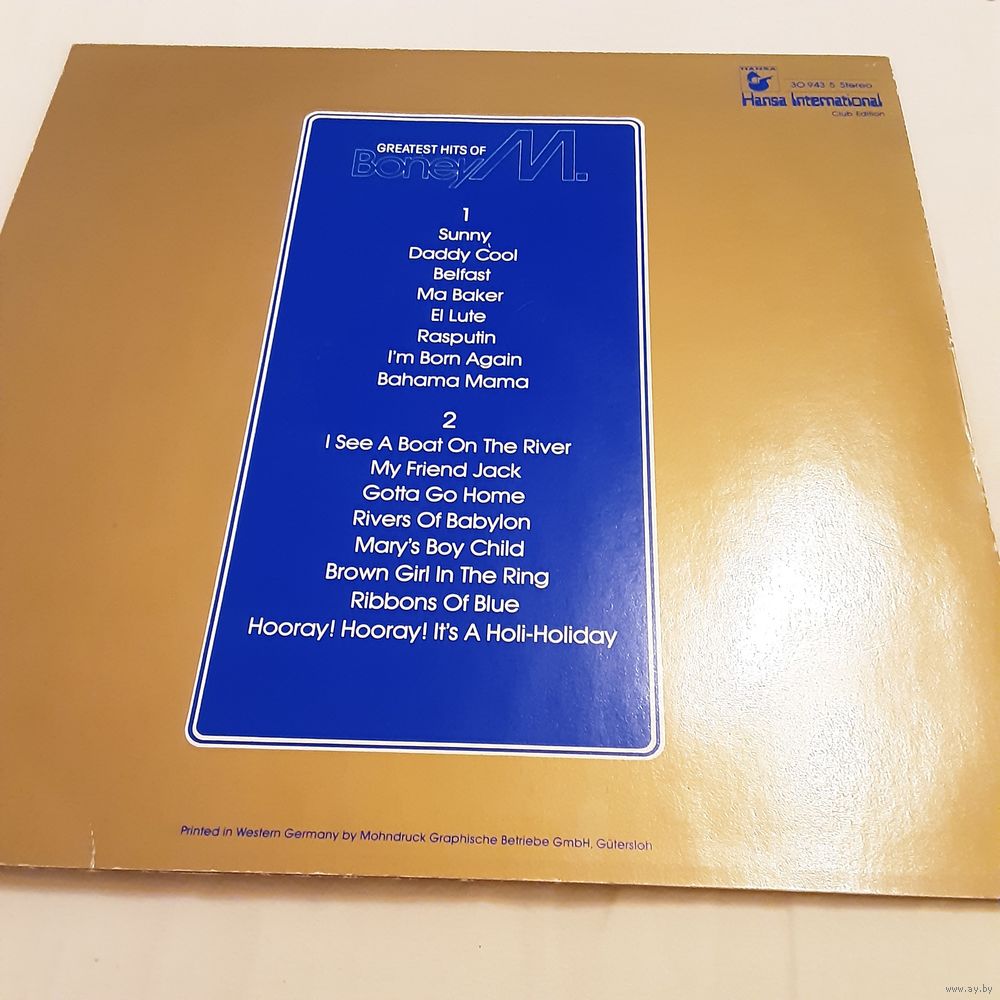 HANSA
30 943 5 Stereo
Hansa International
Club Edition
GREATEST HITS OF
Boney M.
1
Sunny
Daddy Cool
Belfast
Ma Baker
El Lute
Rasputin
I'm Born Again
Bahama Mama
2
I See A Boat On The River
My Friend Jack
Gotta Go Home
Rivers Of Babylon
Mary's Boy Child
Brown Girl In The Ring
Ribbons Of Blue
Hooray! Hooray! It's A Holi-Holiday
Printed in Western Germany by Mohndruck Graphische Betriebe GmbH, Gütersloh
www.ay.by